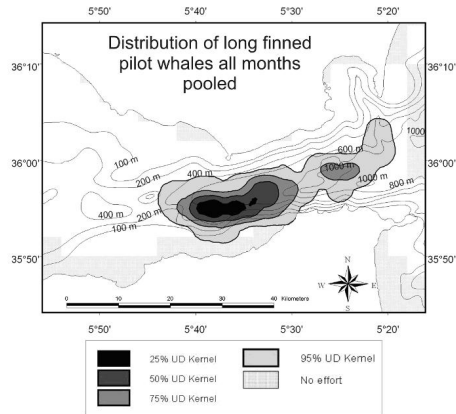 5°50'
5°40'
5°30'
5°20'
Distribution of long finned
pilot whales all months
pooled
36°10'
36°10'
600 m
1000
100 m
36°00'
200 m
400 m
1000 m
36°00'
1000 m
800 m
400 m
200 m
100 m
35°50'
35°50'
N
W
E
S
0
10
20
30
40 Kilometers
5°50'
5°40'
5°30'
5°20'
25% UD Kernel
95% UD Kernel
50% UD Kernel
No effort
75% UD Kernel